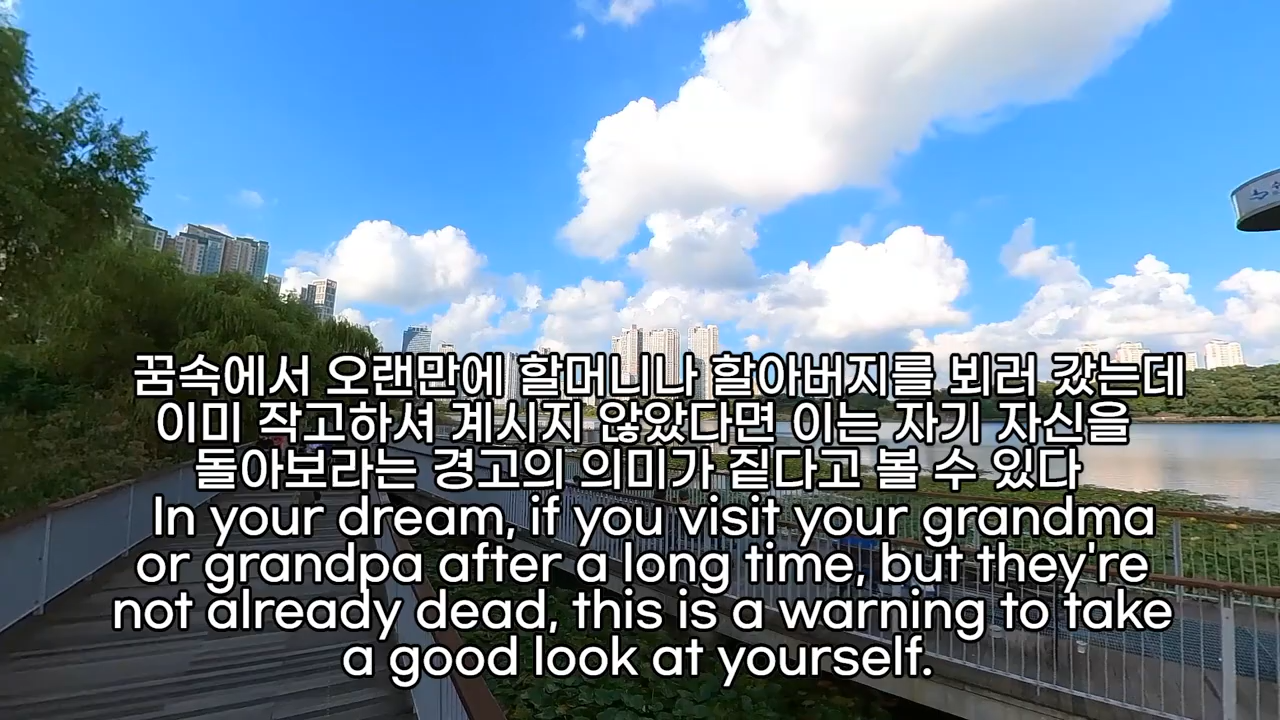 꿈속에서 오랜만에 할머니나 할아버지를 뵈러 갔는데
이미 작고하셔 계시지 않았다면 이는 자기 자신을
돌아보라는 경고의 의미가 짙다고 볼 수 있다
In your dream, if you visit your grandma
or grandpa after a long time, but they're
not already dead, this is a warning to take
a good look at yourself.